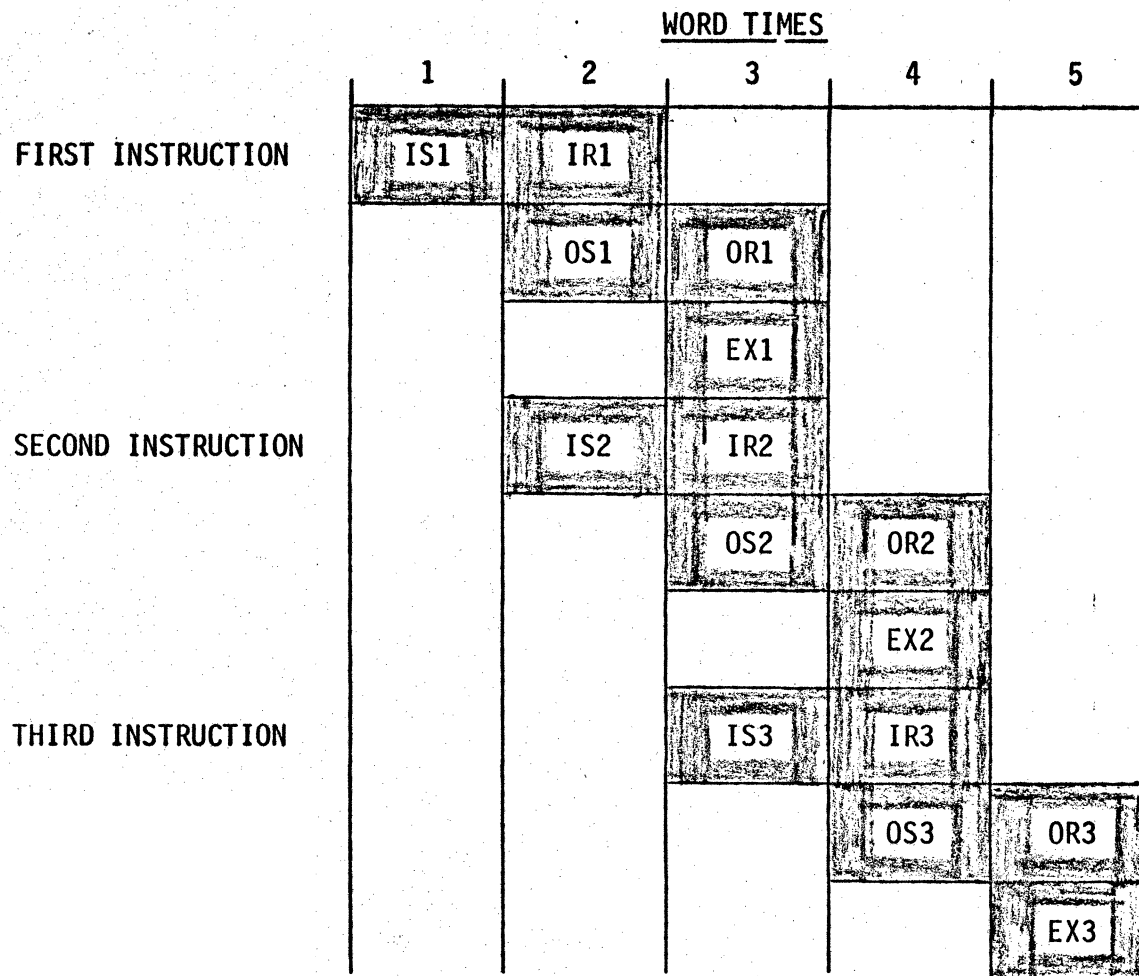 WORD TIMES
1 2 3 4 5
FIRST INSTRUCTION IS1 IR1
OS1 OR1
EX1
SECOND INSTRUCTION IS2 IR2
OS2 OR2
EX2
THIRD INSTRUCTION IS3 IR3
OS3 OR3
EX3